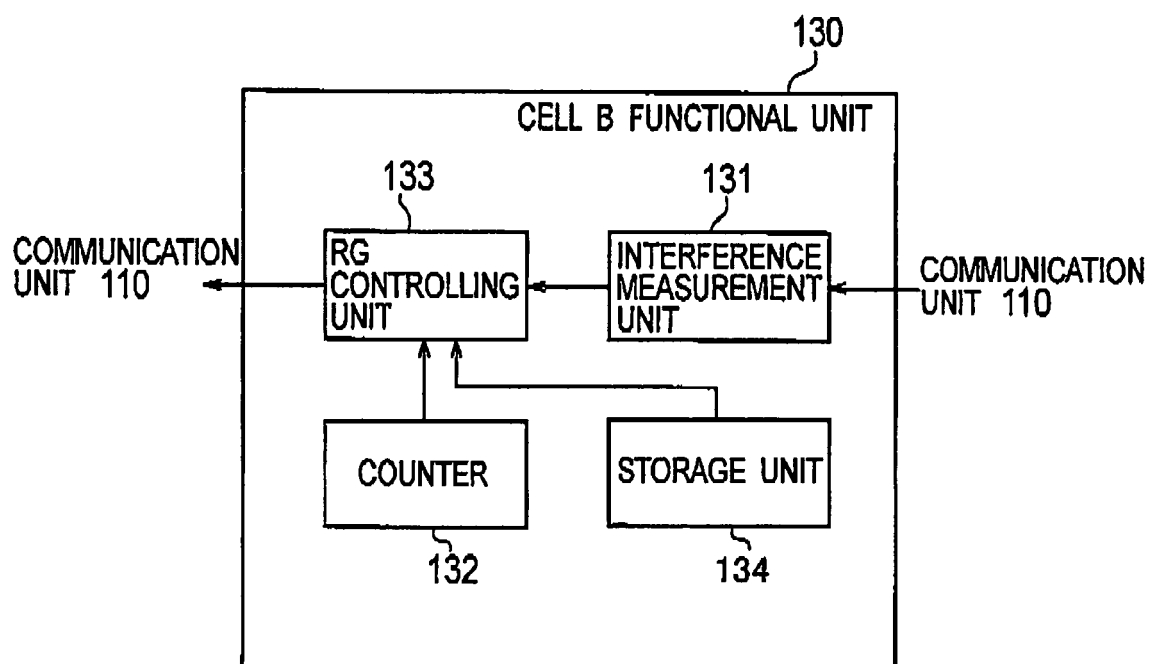 130
CELL B FUNCTIONAL UNIT
133
131
COMMUNICATION
UNIT 110
RG
CONTROLLING
UNIT
INTERFERENCE
MEASUREMENT
UNIT
COMMUNICATION
UNIT 110
COUNTER
STORAGE UNIT
132
134